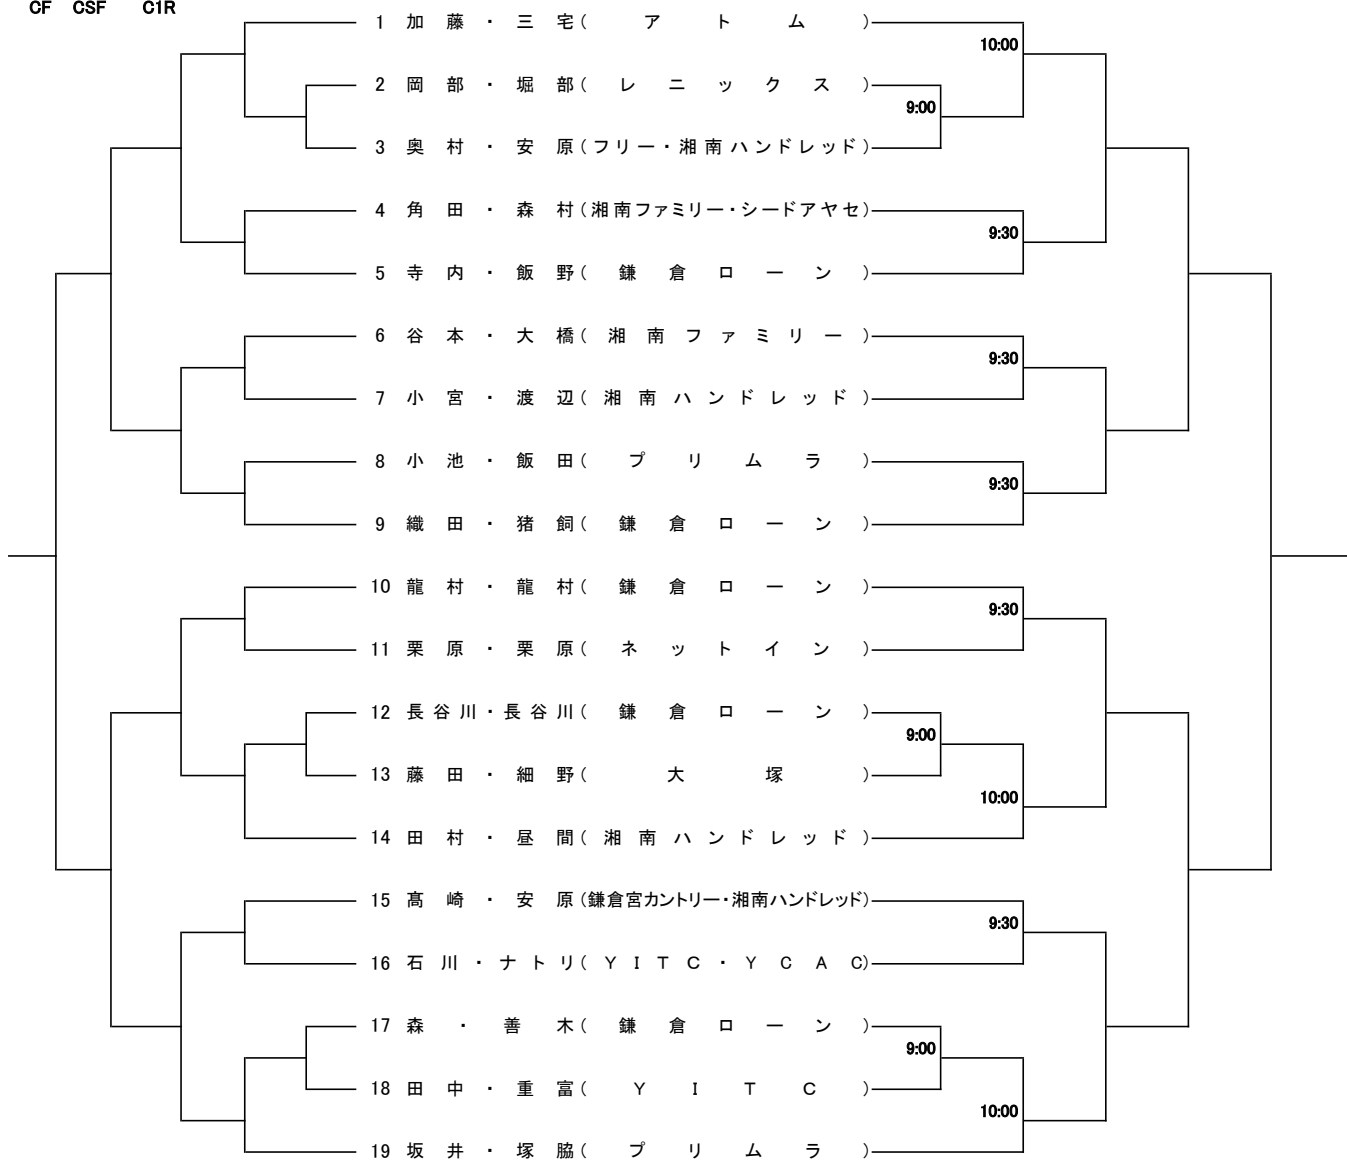 CF CSF C1R
1 加藤・三宅(アトム)
10:00
2 岡部・堀部(レニックス)
9:00
3 奥村・安原(フリー・湘南ハンドレッド)
4 角田・森村(湘南ファミリー・シードアヤセ)
9:30
5 寺内・飯野(鎌倉ローン)
6 谷本・大橋(湘南ファミリー)
9:30
7 小宮・渡辺(湘南ハンドレッド)
8 小池・飯田(プリムラ)
9:30
9 織田・猪飼(鎌倉ローン)
10 龍村・龍村(鎌倉ローン)
9:30
11 栗原・栗原(ネットイン)
12 長谷川・長谷川(鎌倉ローン)
9:00
13 藤田・細野(大塚)
10:00
14 田村・昼間(湘南ハンドレッド)
15 髙崎・安原(鎌倉宮カントリー・湘南ハンドレッド)
9:30
16 石川・ナトリ(YITC・YCAC)
17 森・善木(鎌倉ローン)
9:00
18 田中・重富(YITC)
10:00
19 坂井・塚脇(プリムラ)